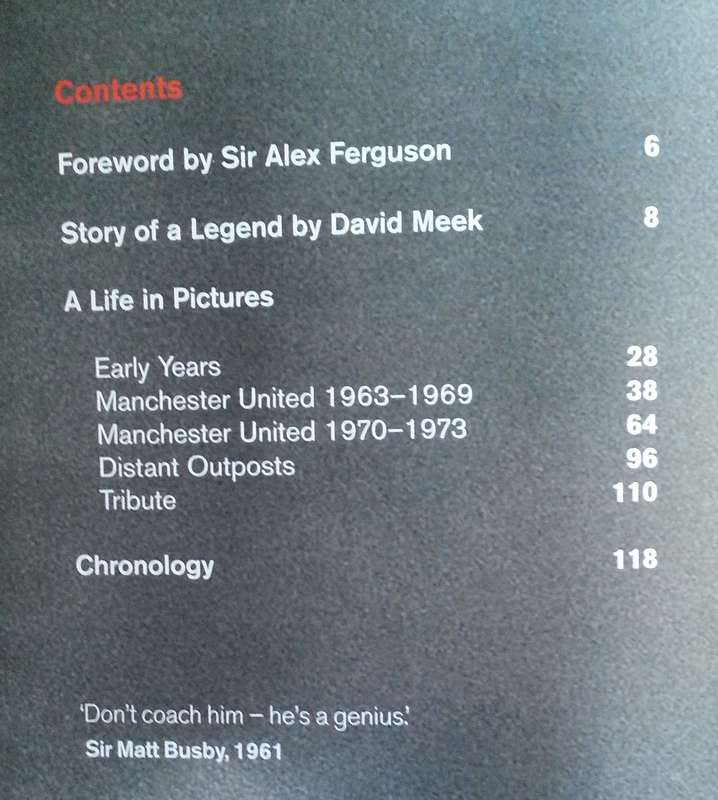 Contents
Foreword by Sir Alex Ferguson 6
Story of a Legend by David Meek 8
A Life in Pictures
Early Years 28
Manchester United 1963–1969 38
Manchester United 1970–1973 64
Distant Outposts 96
Tribute 110
Chronology 118
‘Don’t coach him – he’s a genius.’
Sir Matt Busby, 1961